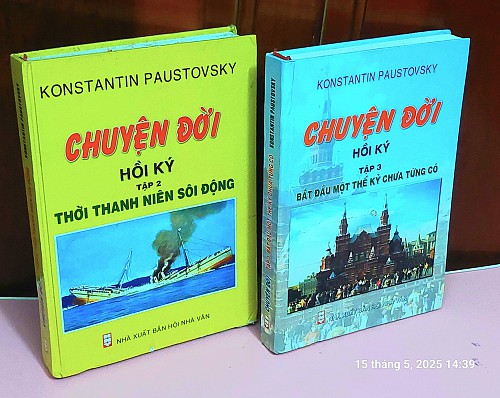 KONSTANTIN PAUSTOVSKY
CHUYỆN ĐỜI
HỒI KÝ
TẬP 2
THỜI THANH NIÊN SÔI ĐỘNG
NHÀ XUẤT BẢN HỘI NHÀ VĂN
KONSTANTIN PAUSTOVSKY
KONSTANTIN PAUSTOVSKY
CHUYỆN ĐỜI
HỒI KÝ
TẬP 3
BẮT ĐẦU MỘT THẾ KỶ CHƯA TỪNG CÓ
15 tháng 5, 2025 14:39